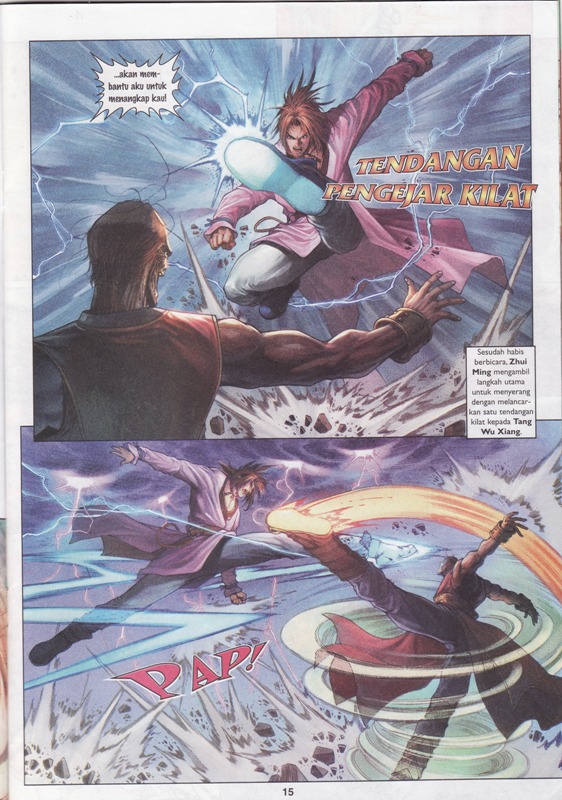 ...akan mem-
bantu aku untuk
menangkap kau!
TENDANGAN
PENGEJAR KILAT
Sesudah habis
berbicara, Zhui
Ming mengambil
langkah utama
untuk menyerang
dengan melancar-
kan satu tendangan
kilat kepada Tang
Wu Xiang.
PAP!
15